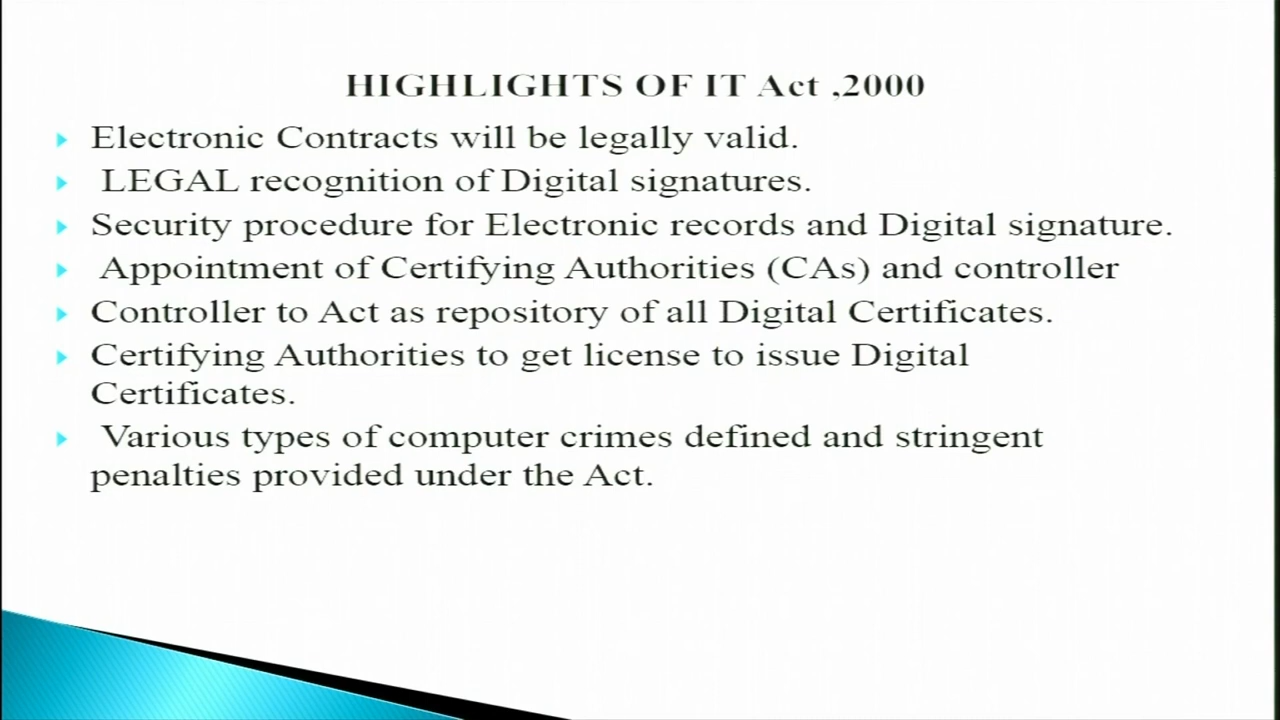 HIGHLIGHTS OF IT Act ,2000
Electronic Contracts will be legally valid.
LEGAL recognition of Digital signatures.
Security procedure for Electronic records and Digital signature.
Appointment of Certifying Authorities (CAs) and controller
Controller to Act as repository of all Digital Certificates.
Certifying Authorities to get license to issue Digital
Certificates.
Various types of computer crimes defined and stringent
penalties provided under the Act.